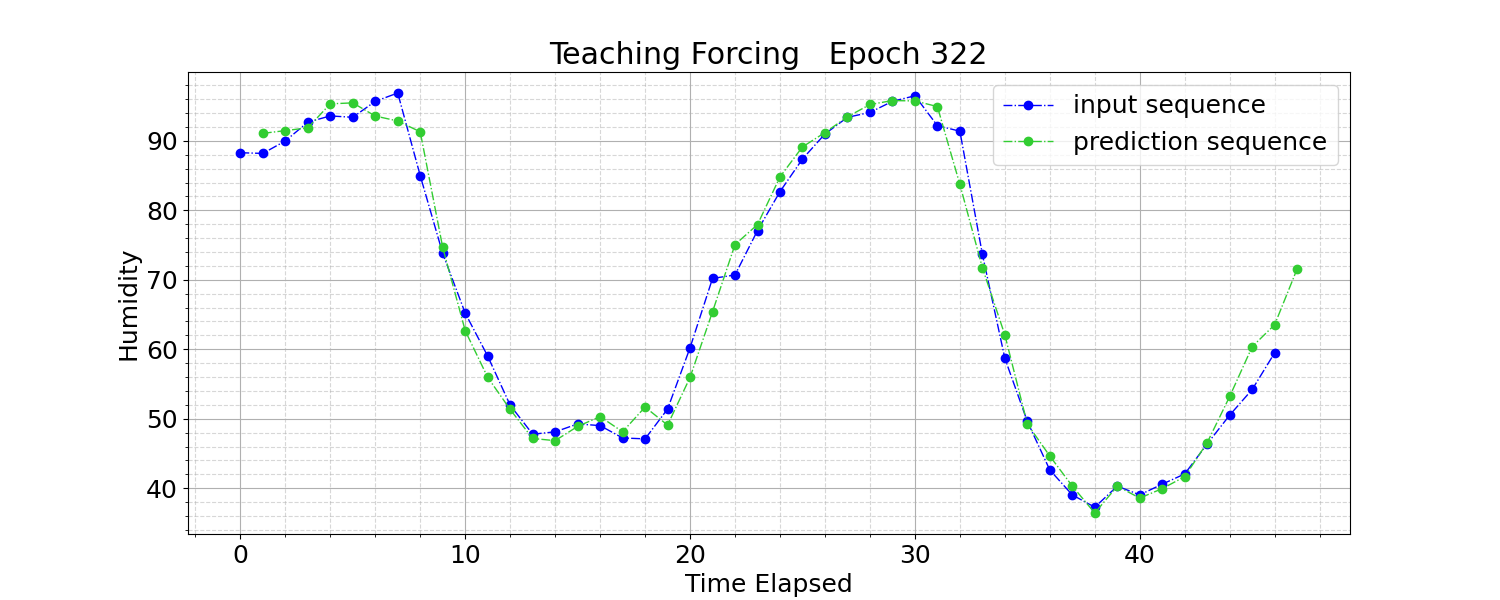 Teaching Forcing   Epoch 322
input sequence
prediction sequence
90
80
70
60
50
40
Humidity
0 10 20 30 40
Time Elapsed